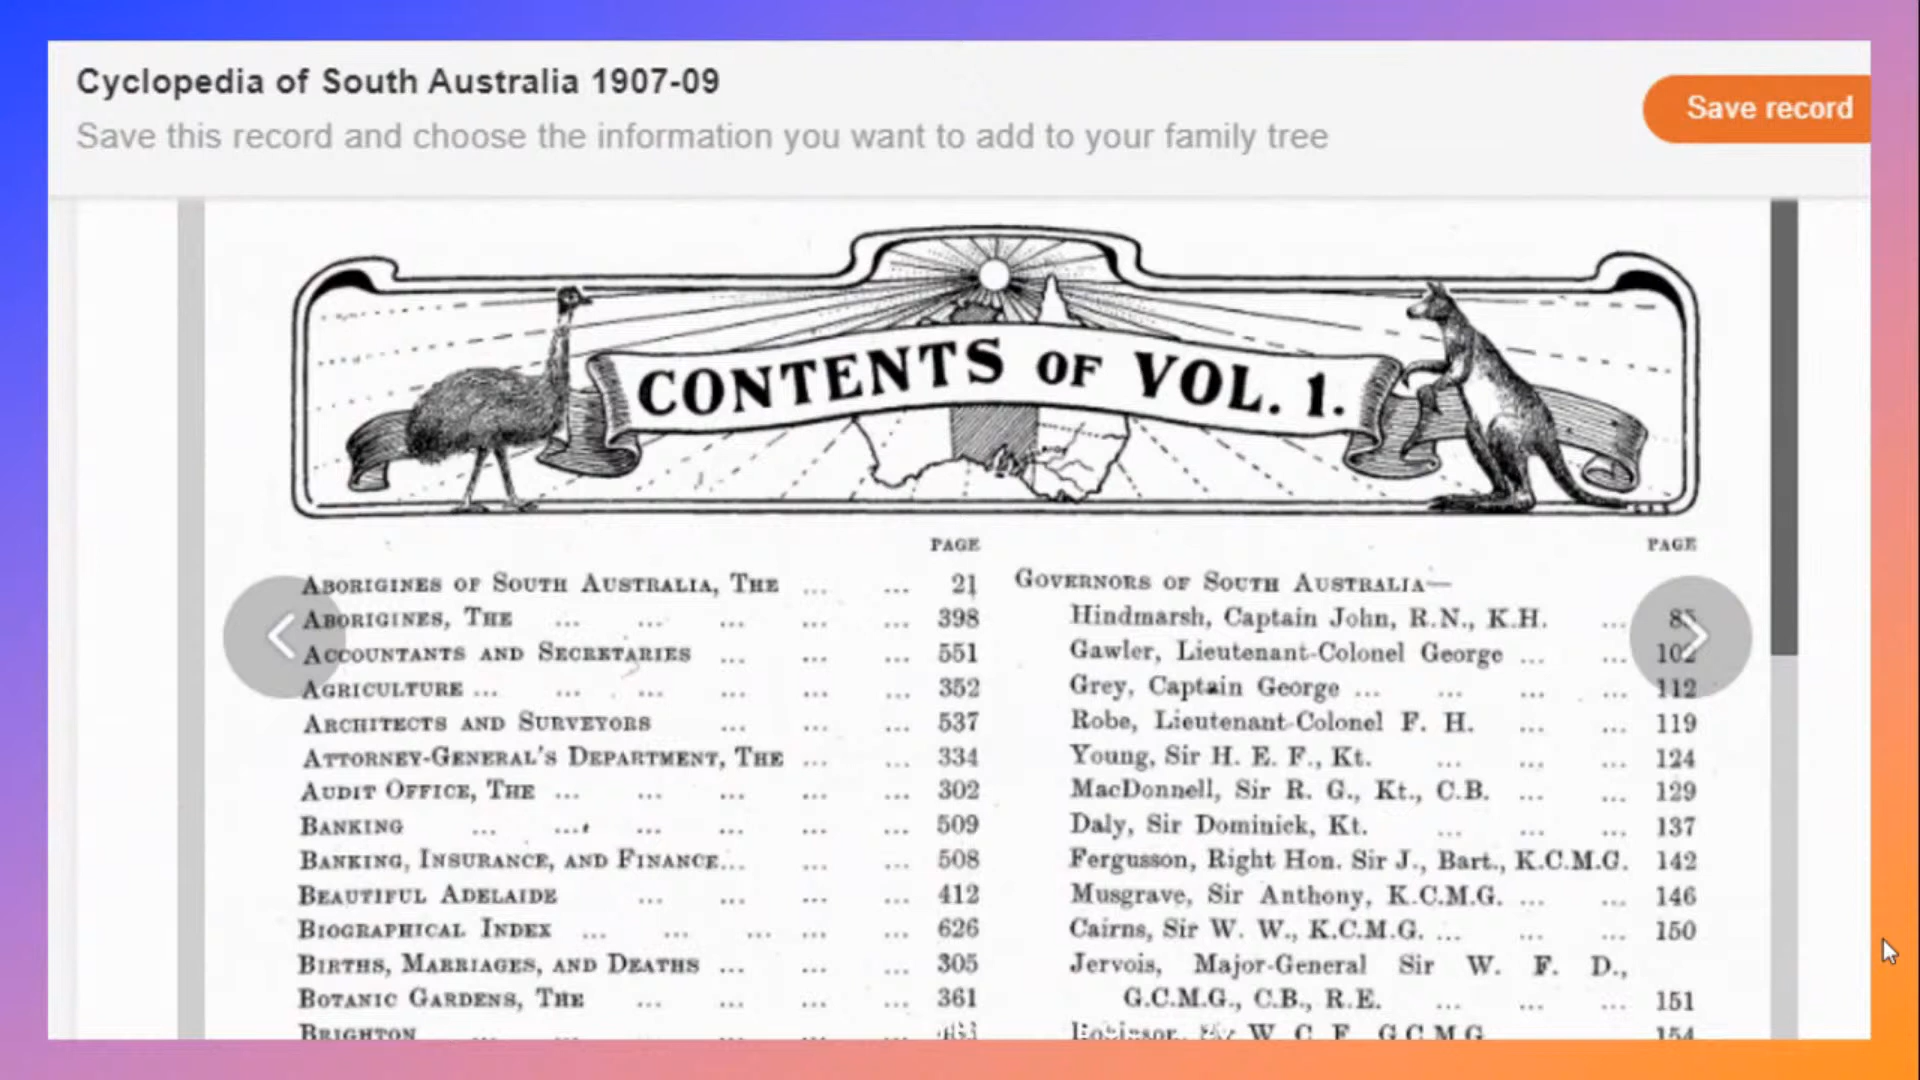 Cyclopedia of South Australia 1907-09
Save this record and choose the information you want to add to your family tree
Save record
CONTENTS OF VOL. 1.
PAGE
ABORIGINES OF SOUTH AUSTRALIA, THE ... ... 21
ABORIGINES, THE ... ... ... ... ... 398
ACCOUNTANTS AND SECRETARIES ... ... ... 551
AGRICULTURE ... ... ... ... ... ... 352
ARCHITECTS AND SURVEYORS ... ... ... 537
ATTORNEY-GENERAL'S DEPARTMENT, THE ... ... 334
AUDIT OFFICE, THE ... ... ... ... ... 302
BANKING ... ... ... ... ... ... 509
BANKING, INSURANCE, AND FINANCE... ... ... 508
BEAUTIFUL ADELAIDE ... ... ... ... 412
BIOGRAPHICAL INDEX ... ... ... ... ... 626
BIRTHS, MARRIAGES, AND DEATHS ... ... ... 305
BOTANIC GARDENS, THE ... ... ... ... 361
BRIGHTON
PAGE
GOVERNORS OF SOUTH AUSTRALIA—
Hindmarsh, Captain John, R.N., K.H. ...
Gawler, Lieutenant-Colonel George ... ... 102
Grey, Captain George ... ... ... ... 112
Robe, Lieutenant-Colonel F. H. ... ... 119
Young, Sir H. E. F., Kt. ... ... ... 124
MacDonnell, Sir R. G., Kt., C.B. ... ... 129
Daly, Sir Dominick, Kt. ... ... ... 137
Fergusson, Right Hon. Sir J., Bart., K.C.M.G. 142
Musgrave, Sir Anthony, K.C.M.G. ... ... 146
Cairns, Sir W. W., K.C.M.G. ... ... ... 150
Jervois, Major-General Sir W. F. D.,
G.C.M.G., C.B., R.E. ... ... ... 151
W. C. F. G.C.M.G. 154